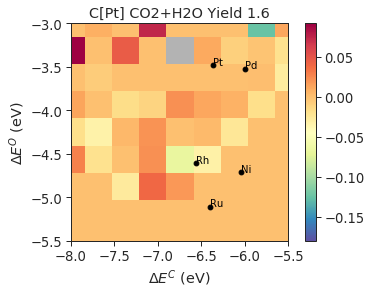 C[Pt] CO2+H2O Yield 1.6
−3.0
−3.5
−4.0
−4.5
−5.0
−5.5
ΔE^O (eV)
Pt
Pd
Rh
Ni
Ru
−8.0 −7.5 −7.0 −6.5 −6.0 −5.5
ΔE^C (eV)
0.05
0.00
−0.05
−0.10
−0.15